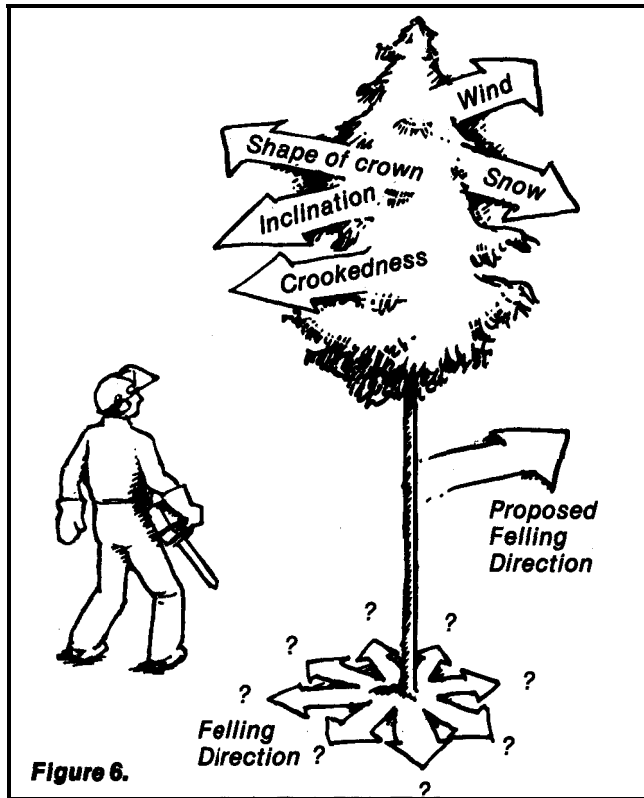 Wind
Shape of crown
Snow
Inclination
Crookedness
Proposed
Felling
Direction
?
?
?
?
?
?
Felling
Direction
?
?
?
Figure 6.